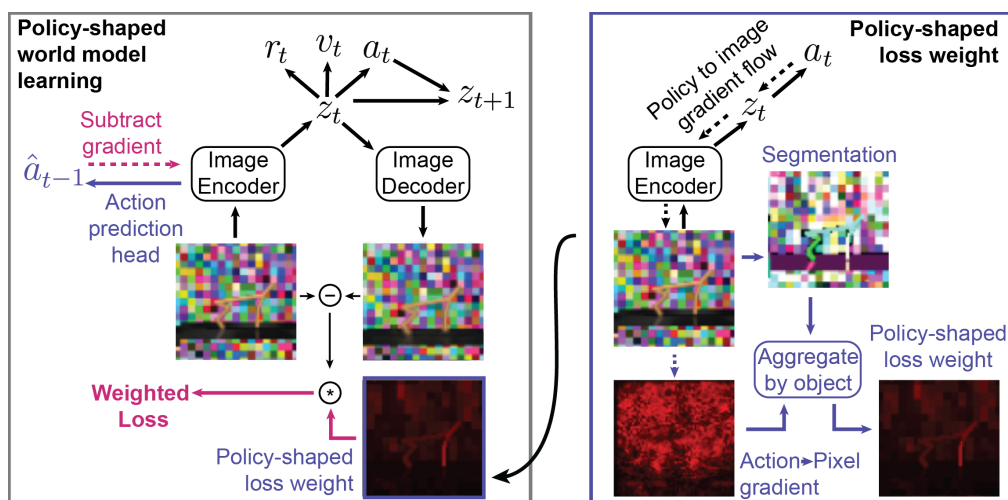 Policy-shaped
world model
learning
r_t
v_t
a_t
z_t
z_{t+1}
Subtract
gradient
â_{t−1}
Action
prediction
head
Image
Encoder
Image
Decoder
−
*
Weighted
Loss
Policy-shaped
loss weight
Policy-shaped
loss weight
Policy to image
gradient flow
a_t
z_t
Image
Encoder
Segmentation
Aggregate
by object
Policy-shaped
loss weight
Action Pixel
gradient